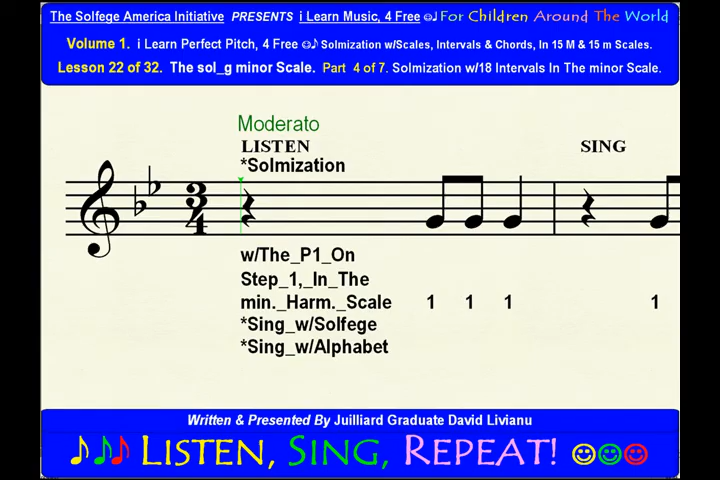 The Solfege America Initiative PRESENTS i Learn Music, 4 Free ☺♩ For Children Around The World
Volume 1. i Learn Perfect Pitch, 4 Free ☺♪ Solmization w/Scales, Intervals & Chords, In 15 M & 15 m Scales.
Lesson 22 of 32. The sol_g minor Scale. Part 4 of 7. Solmization w/18 Intervals In The minor Scale.
Moderato
LISTEN SING
*Solmization
3
4
w/The_P1_On
Step_1,_In_The
min._Harm._Scale 1 1 1 1
*Sing_w/Solfege
*Sing_w/Alphabet
Written & Presented By Juilliard Graduate David Livianu
♪♪♫ LISTEN, SING, REPEAT! ☺☺☺